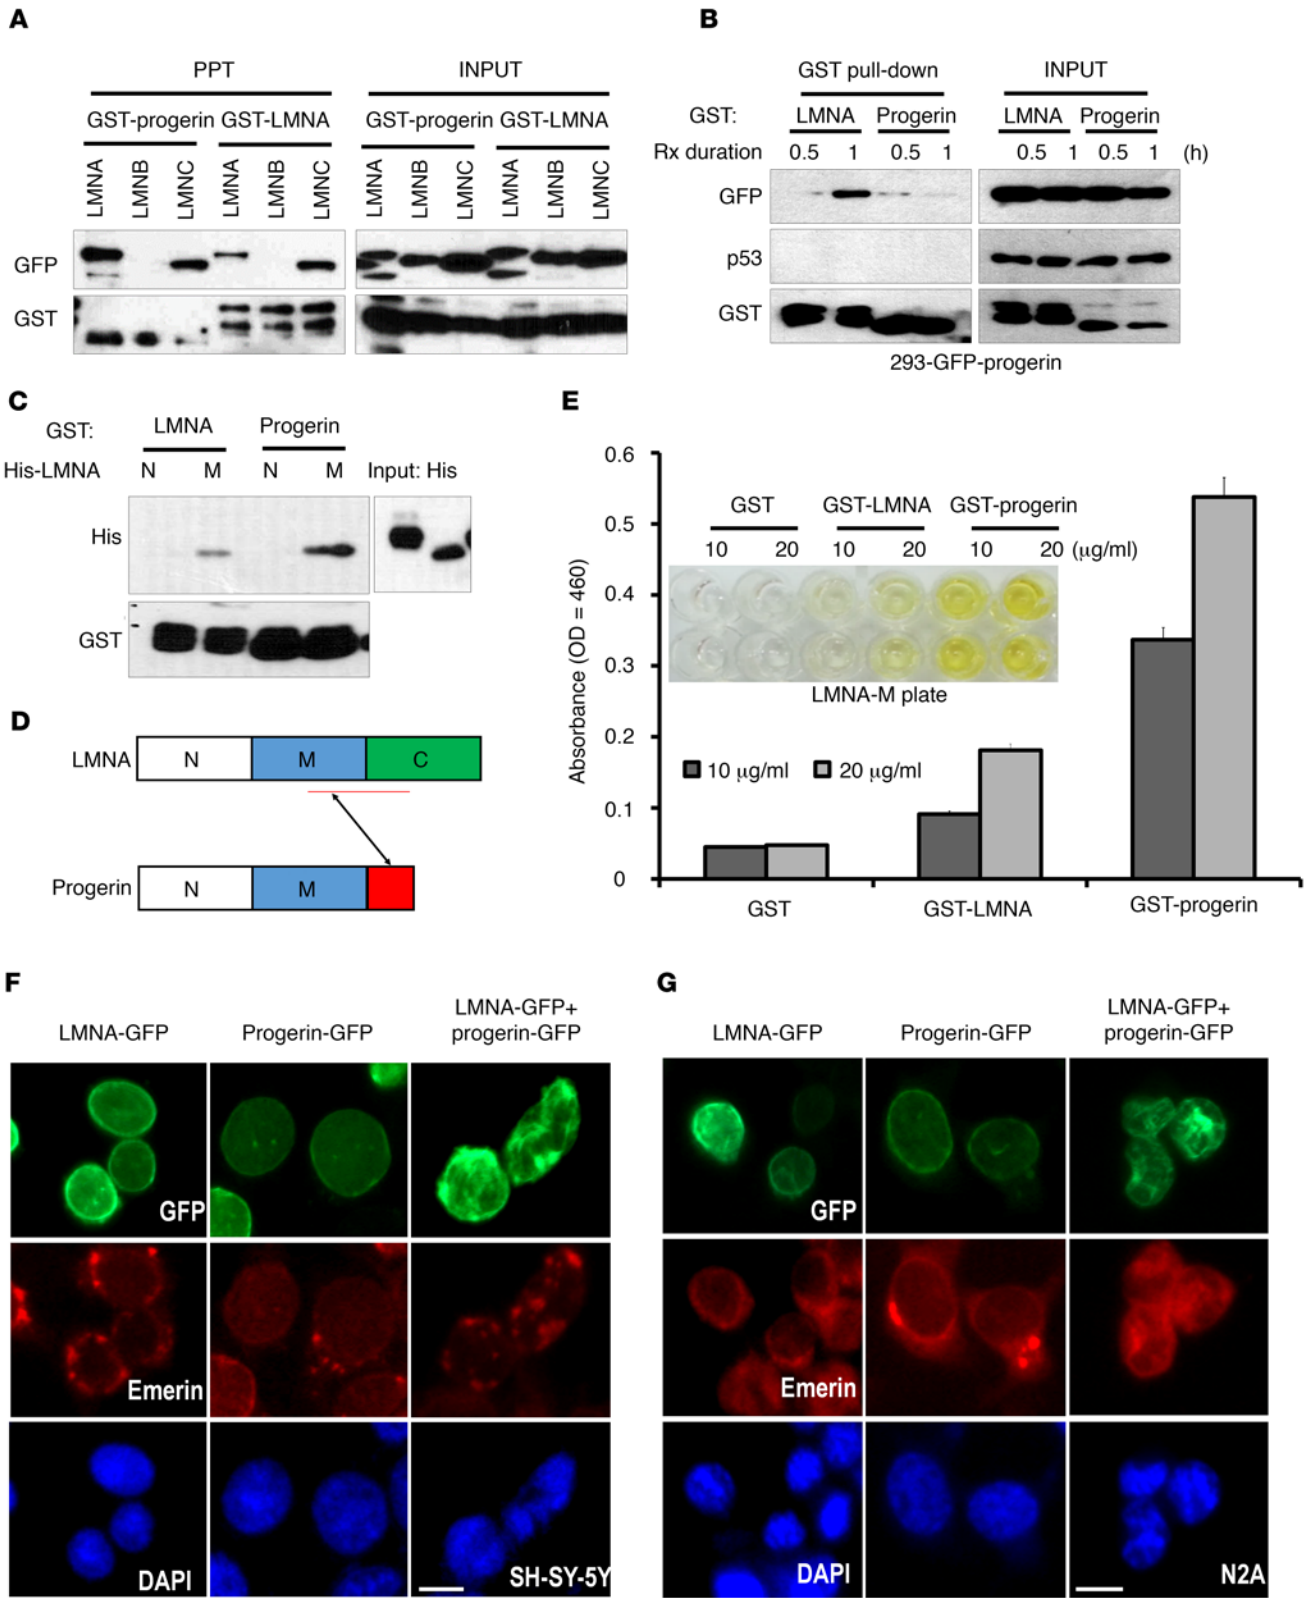 A
PPT
INPUT
GST-progerin GST-LMNA
GST-progerin GST-LMNA
LMNA
LMNB
LMNC
LMNA
LMNB
LMNC
LMNA
LMNB
LMNC
LMNA
LMNB
LMNC
GFP
GST
B
GST pull-down
INPUT
GST:
LMNA
Progerin
LMNA
Progerin
Rx duration
0.5 1 0.5 1
0.5 1 0.5 1 (h)
GFP
p53
GST
293-GFP-progerin
C
GST:
LMNA
Progerin
His-LMNA
N M N M
Input: His
His
GST
D
LMNA
N M C
Progerin
N M
E
Absorbance (OD = 460)
0.6
0.5
0.4
0.3
0.2
0.1
0
GST
GST-LMNA
GST-progerin
10 20 10 20 10 20 (μg/ml)
LMNA-M plate
10 μg/ml
20 μg/ml
GST
GST-LMNA
GST-progerin
F
LMNA-GFP
Progerin-GFP
LMNA-GFP+
progerin-GFP
GFP
Emerin
DAPI
SH-SY-5Y
G
LMNA-GFP
Progerin-GFP
LMNA-GFP+
progerin-GFP
GFP
Emerin
DAPI
N2A